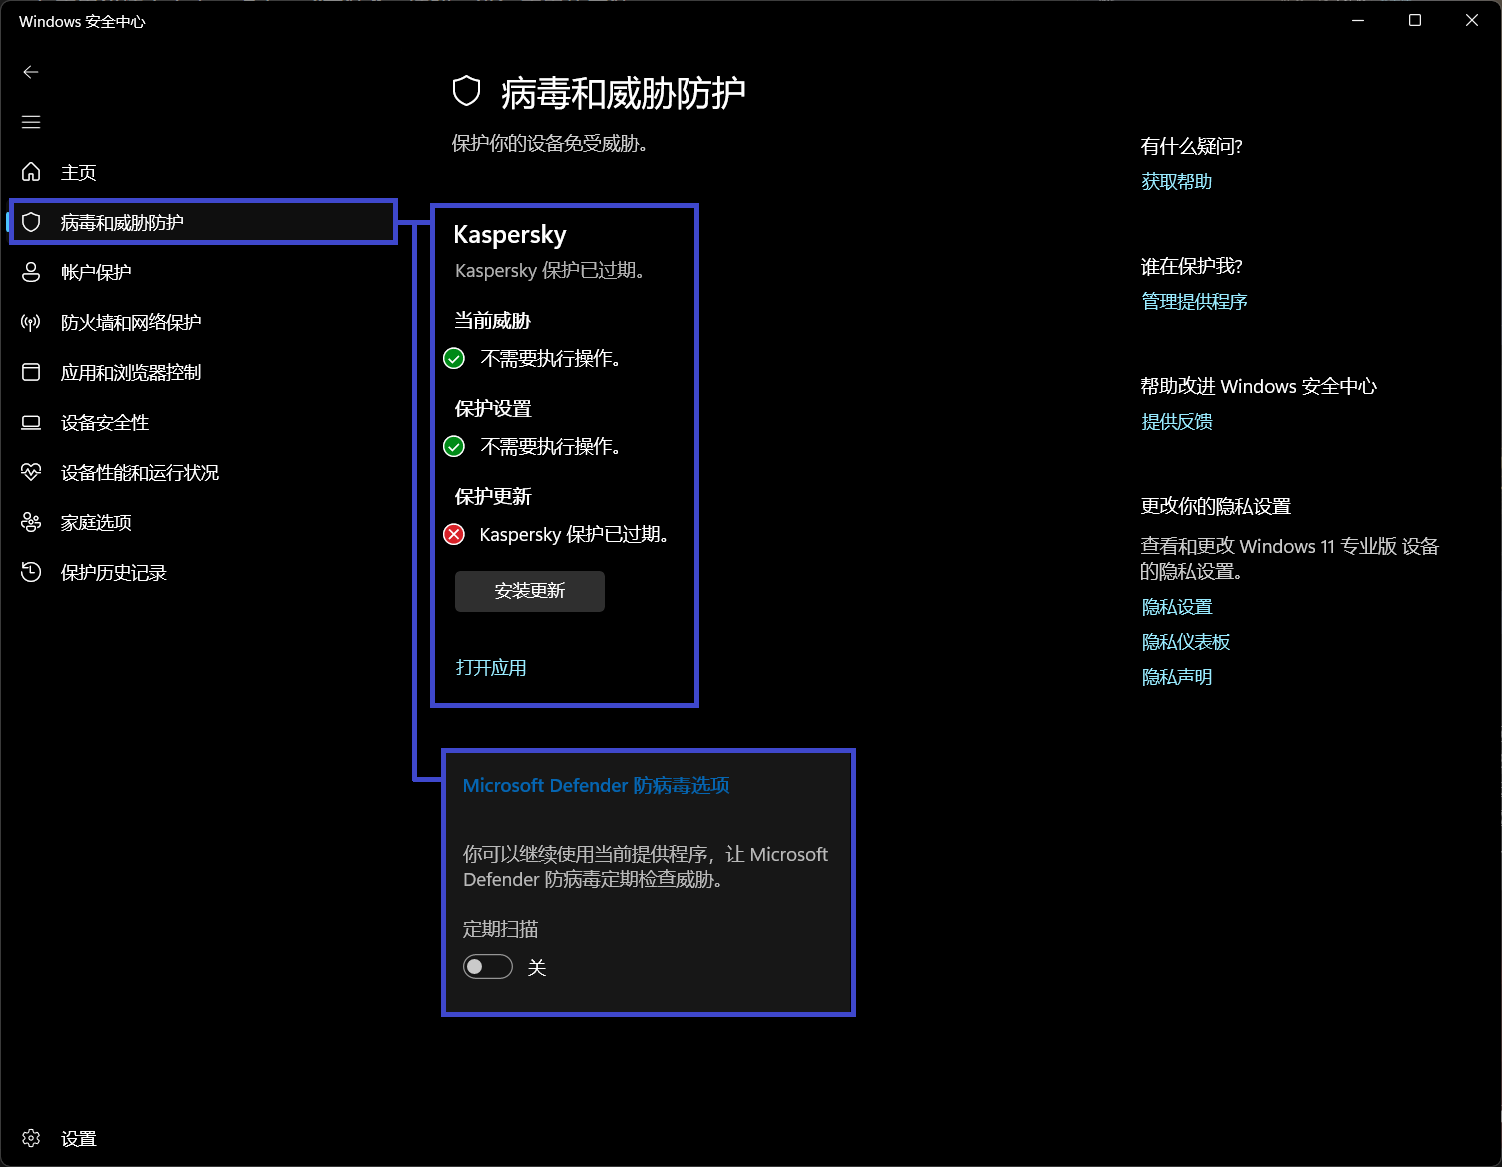 Windows 安全中心
主页
病毒和威胁防护
帐户保护
防火墙和网络保护
应用和浏览器控制
设备安全性
设备性能和运行状况
家庭选项
保护历史记录
设置
病毒和威胁防护
保护你的设备免受威胁。
Kaspersky
Kaspersky 保护已过期。
当前威胁
不需要执行操作。
保护设置
不需要执行操作。
保护更新
Kaspersky 保护已过期。
安装更新
打开应用
Microsoft Defender 防病毒选项
你可以继续使用当前提供程序，让 Microsoft
Defender 防病毒定期检查威胁。
定期扫描
关
有什么疑问?
获取帮助
谁在保护我?
管理提供程序
帮助改进 Windows 安全中心
提供反馈
更改你的隐私设置
查看和更改 Windows 11 专业版 设备
的隐私设置。
隐私设置
隐私仪表板
隐私声明